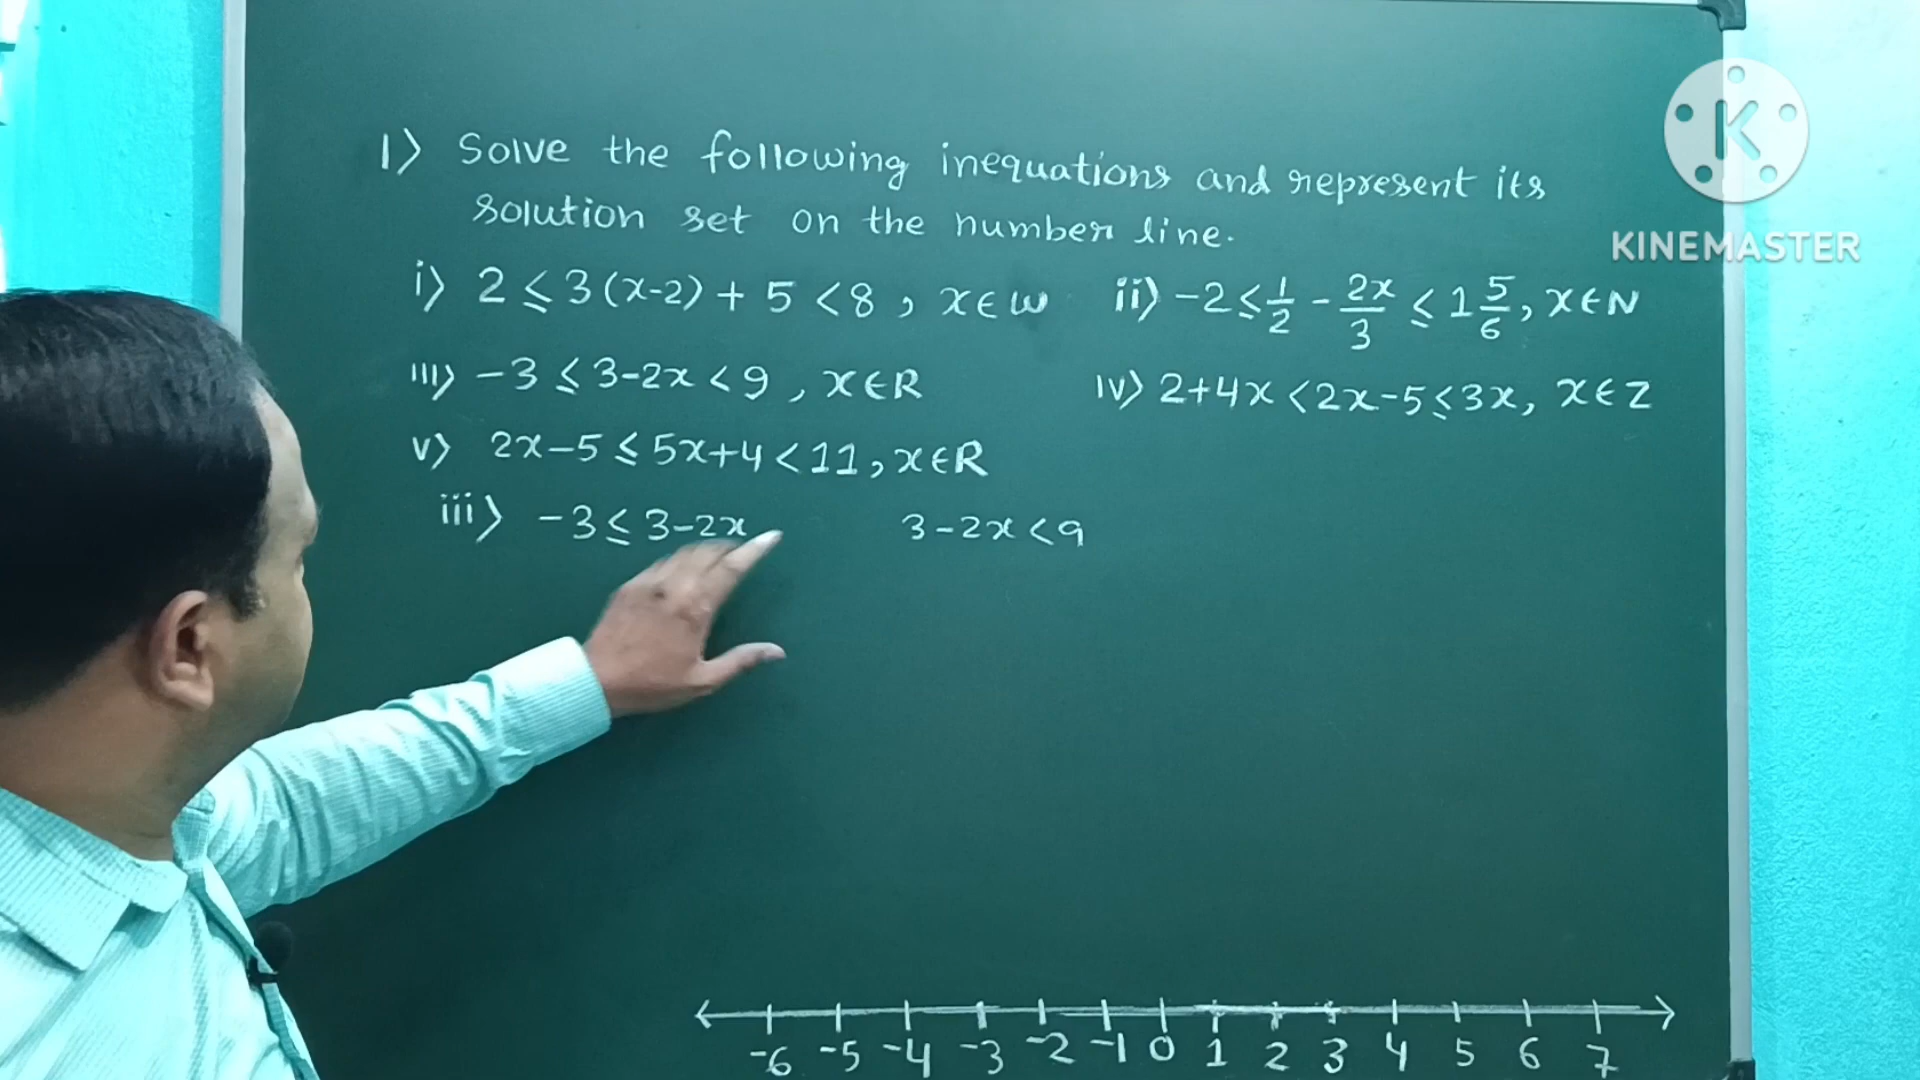 1) Solve the following inequations and represent its
solution set on the number line.
i) 2 ≤ 3(x-2) + 5 < 8, x∈W ii) -2 ≤ 1/2 - 2x/3 ≤ 1 5/6, x∈N
III) -3 ≤ 3-2x < 9, x∈R IV) 2+4x < 2x-5 ≤ 3x, x∈Z
v) 2x-5 ≤ 5x+4 < 11, x∈R
iii) -3 ≤ 3-2x 3-2x < 9
-6 -5 -4 -3 -2 -1 0 1 2 3 4 5 6 7
K
KINEMASTER